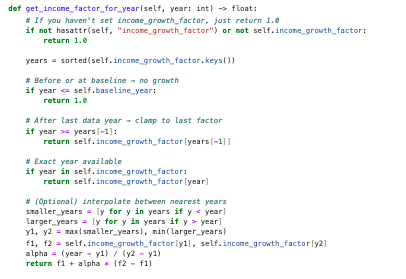 def get_income_factor_for_year(self, year: int) -> float:
    # If you haven't set income_growth_factor, just return 1.0
    if not hasattr(self, "income_growth_factor") or not self.income_growth_factor:
        return 1.0

    years = sorted(self.income_growth_factor.keys())

    # Before or at baseline → no growth
    if year <= self.baseline_year:
        return 1.0

    # After last data year → clamp to last factor
    if year >= years[-1]:
        return self.income_growth_factor[years[-1]]

    # Exact year available
    if year in self.income_growth_factor:
        return self.income_growth_factor[year]

    # (Optional) interpolate between nearest years
    smaller_years = [y for y in years if y < year]
    larger_years = [y for y in years if y > year]
    y1, y2 = max(smaller_years), min(larger_years)
    f1, f2 = self.income_growth_factor[y1], self.income_growth_factor[y2]
    alpha = (year - y1) / (y2 - y1)
    return f1 + alpha * (f2 - f1)